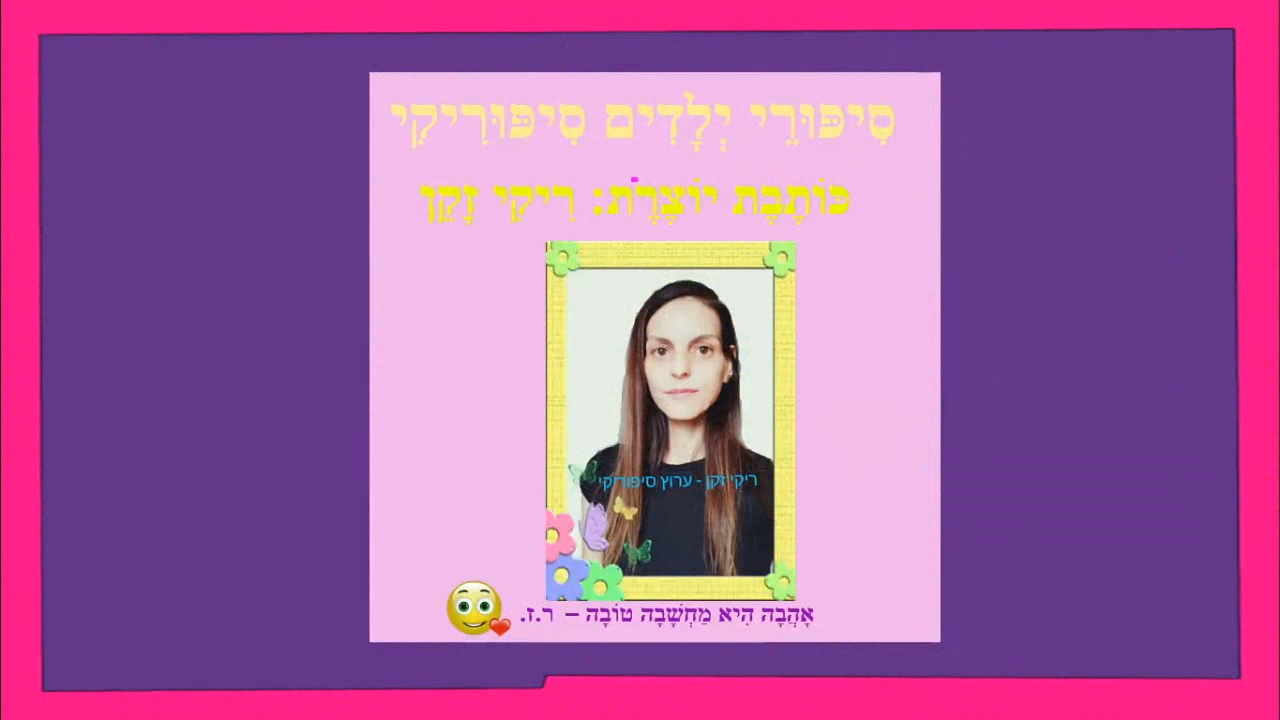 סִיפּוּרֵי יְלָדִים סִיפּוּרִיקִי
כּוֹתֶבֶת יוֹצֶרֶת: רִיקִי זָקֵן
ריקי זקן - ערוץ סיפוריקי
אָהֲבָה הִיא מַחְשָׁבָה טוֹבָה – ר.ז.